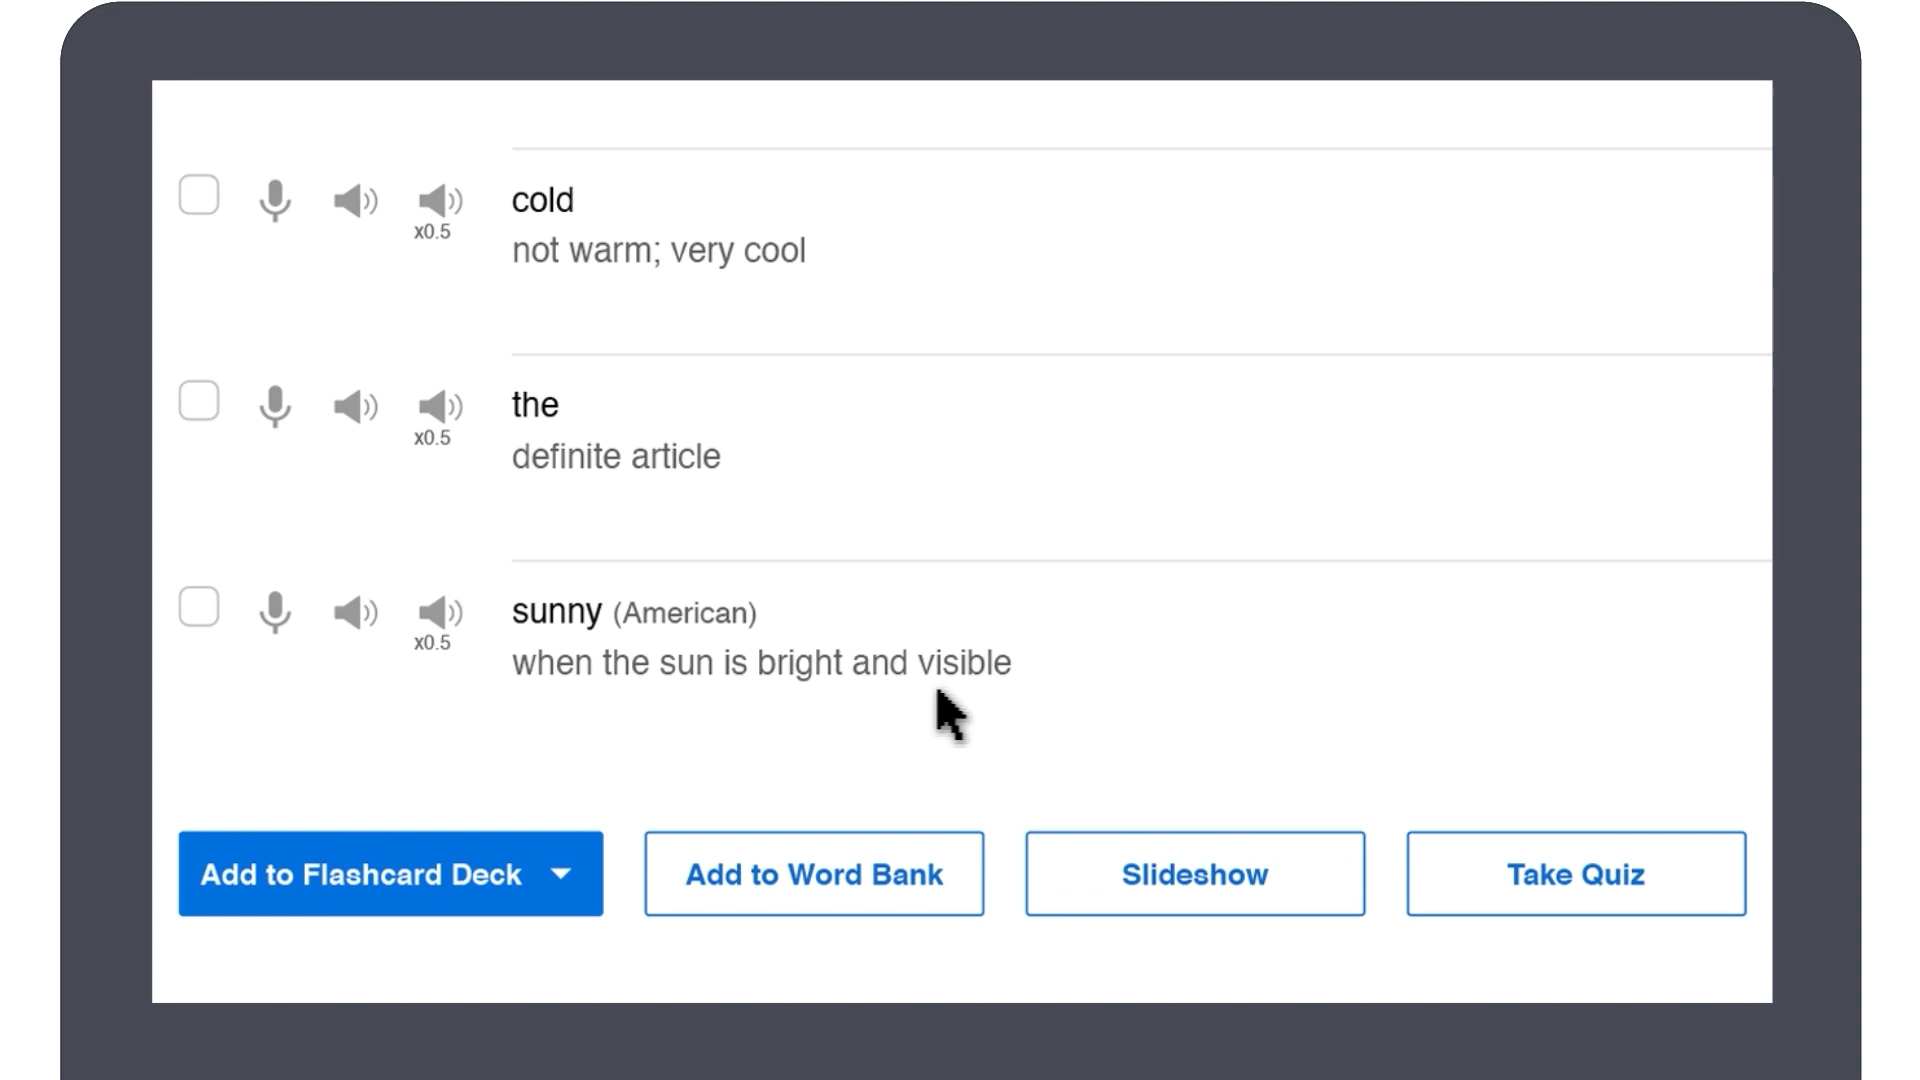 cold
x0.5
not warm; very cool
the
x0.5
definite article
sunny (American)
x0.5
when the sun is bright and visible
Add to Flashcard Deck
Add to Word Bank
Slideshow
Take Quiz